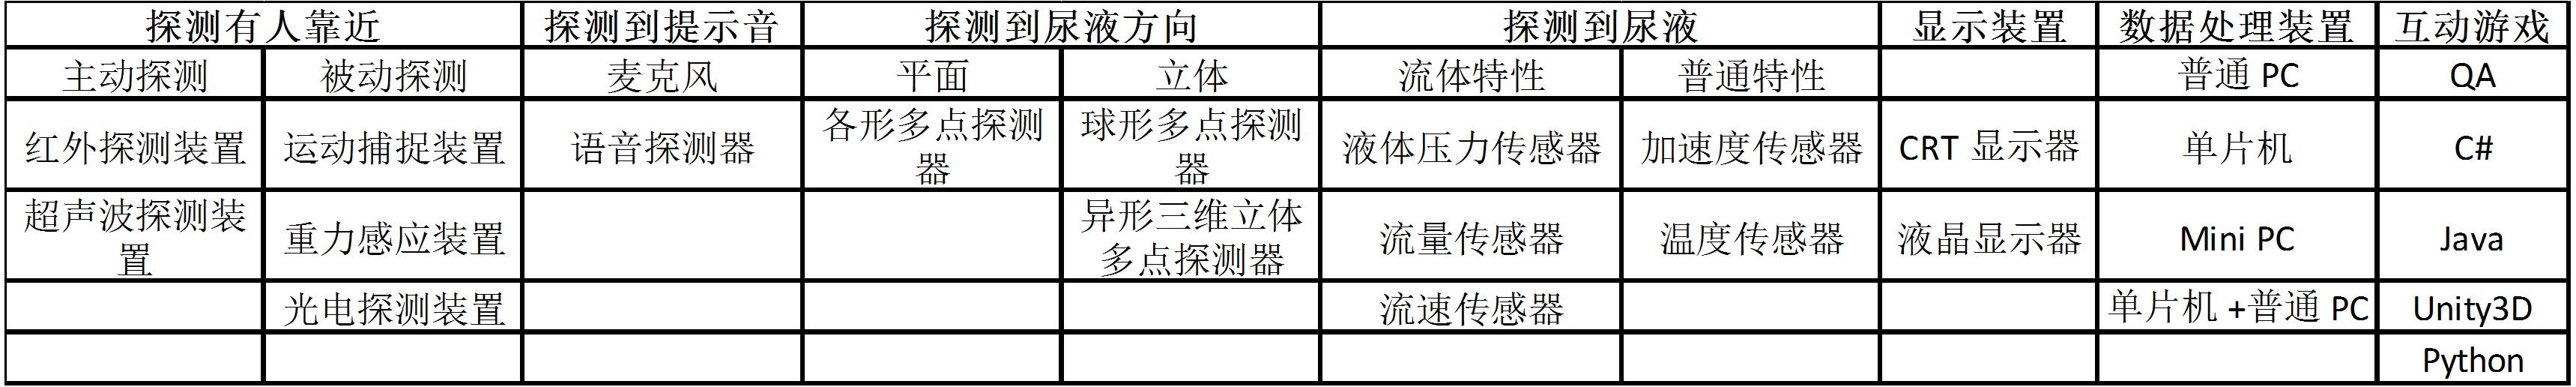 探测有人靠近 探测到提示音 探测到尿液方向 探测到尿液 显示装置 数据处理装置 互动游戏
主动探测 被动探测 麦克风 平面 立体 流体特性 普通特性 普通 PC QA
红外探测装置 运动捕捉装置 语音探测器 各形多点探测器 球形多点探测器 液体压力传感器 加速度传感器 CRT 显示器 单片机 C#
超声波探测装置 重力感应装置 异形三维立体多点探测器 流量传感器 温度传感器 液晶显示器 Mini PC Java
光电探测装置 流速传感器 单片机 +普通 PC Unity3D
Python